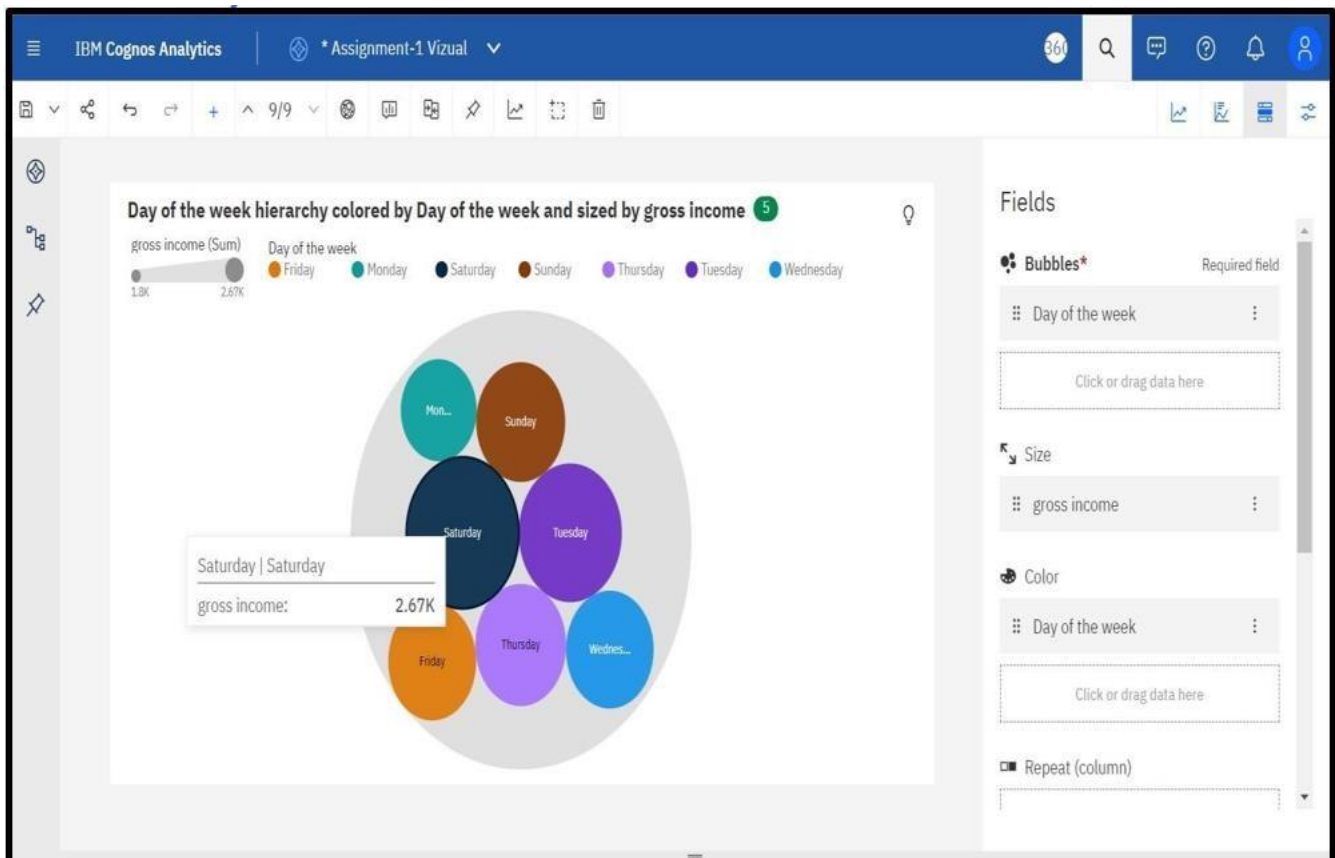 IBM Cognos Analytics
* Assignment-1 Vizual
360
9/9
Day of the week hierarchy colored by Day of the week and sized by gross income 5
gross income (Sum)
1.8K 2.67K
Day of the week
Friday Monday Saturday Sunday Thursday Tuesday Wednesday
Mon...
Sunday
Saturday
Tuesday
Saturday | Saturday
gross income: 2.67K
Friday
Thursday
Wednes...
Fields
Bubbles* Required field
Day of the week
Click or drag data here
Size
gross income
Color
Day of the week
Click or drag data here
Repeat (column)